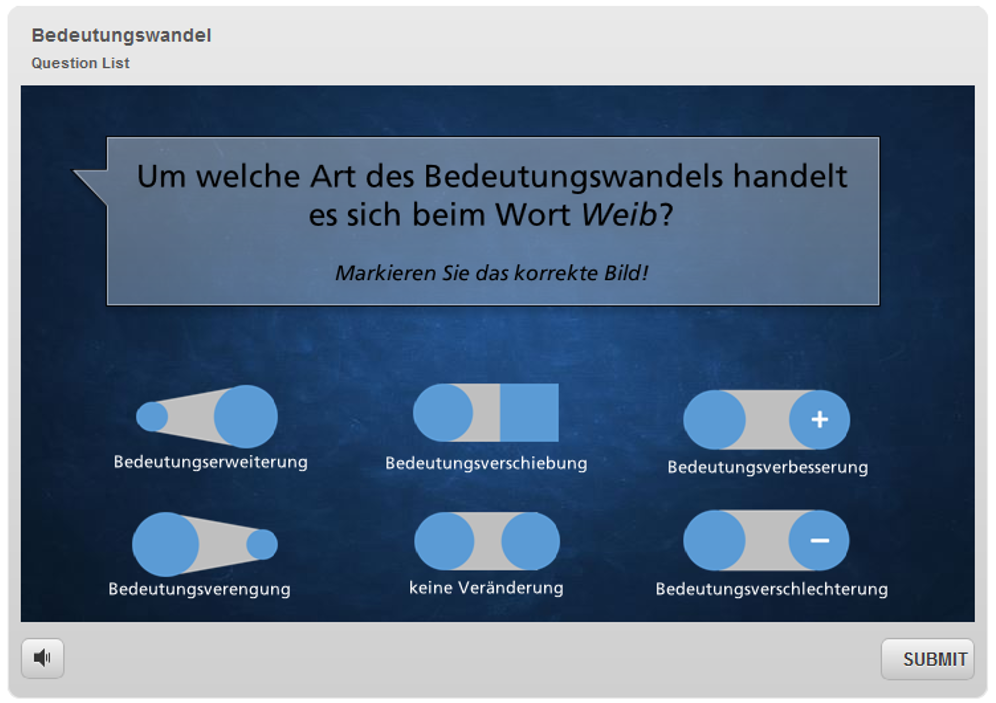 Bedeutungswandel
Question List
Um welche Art des Bedeutungswandels handelt
es sich beim Wort Weib?
Markieren Sie das korrekte Bild!
+
Bedeutungserweiterung
Bedeutungsverschiebung
Bedeutungsverbesserung
−
Bedeutungsverengung
keine Veränderung
Bedeutungsverschlechterung
SUBMIT